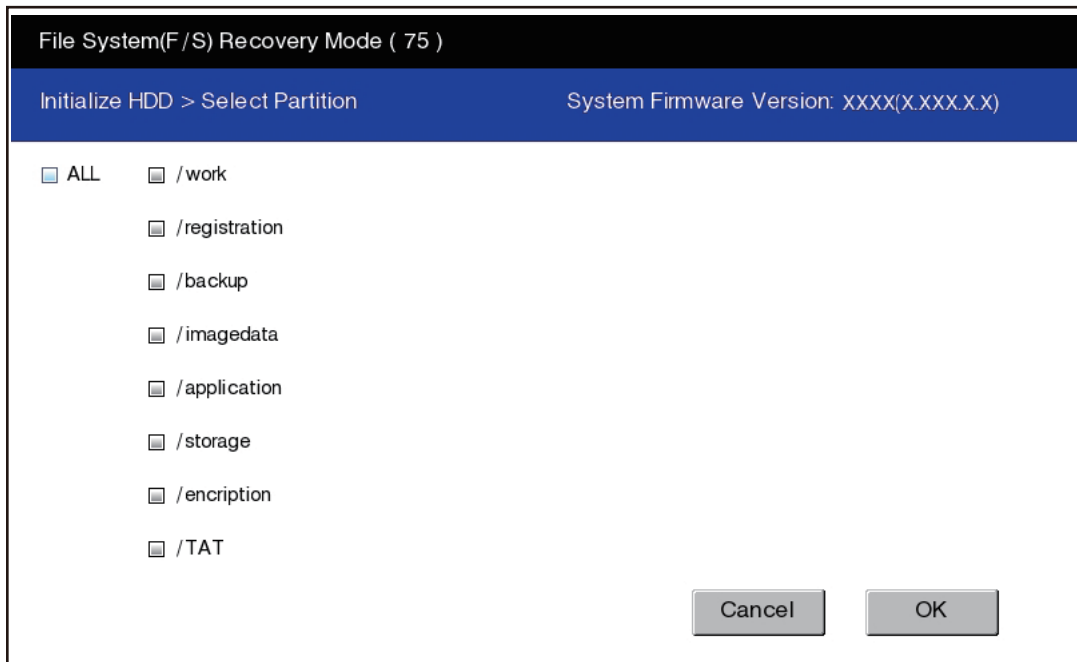 File System(F/S) Recovery Mode ( 75 )
Initialize HDD > Select Partition System Firmware Version: XXXX(X.XXX.X.X)
ALL /work
/registration
/backup
/imagedata
/application
/storage
/encription
/TAT
Cancel OK